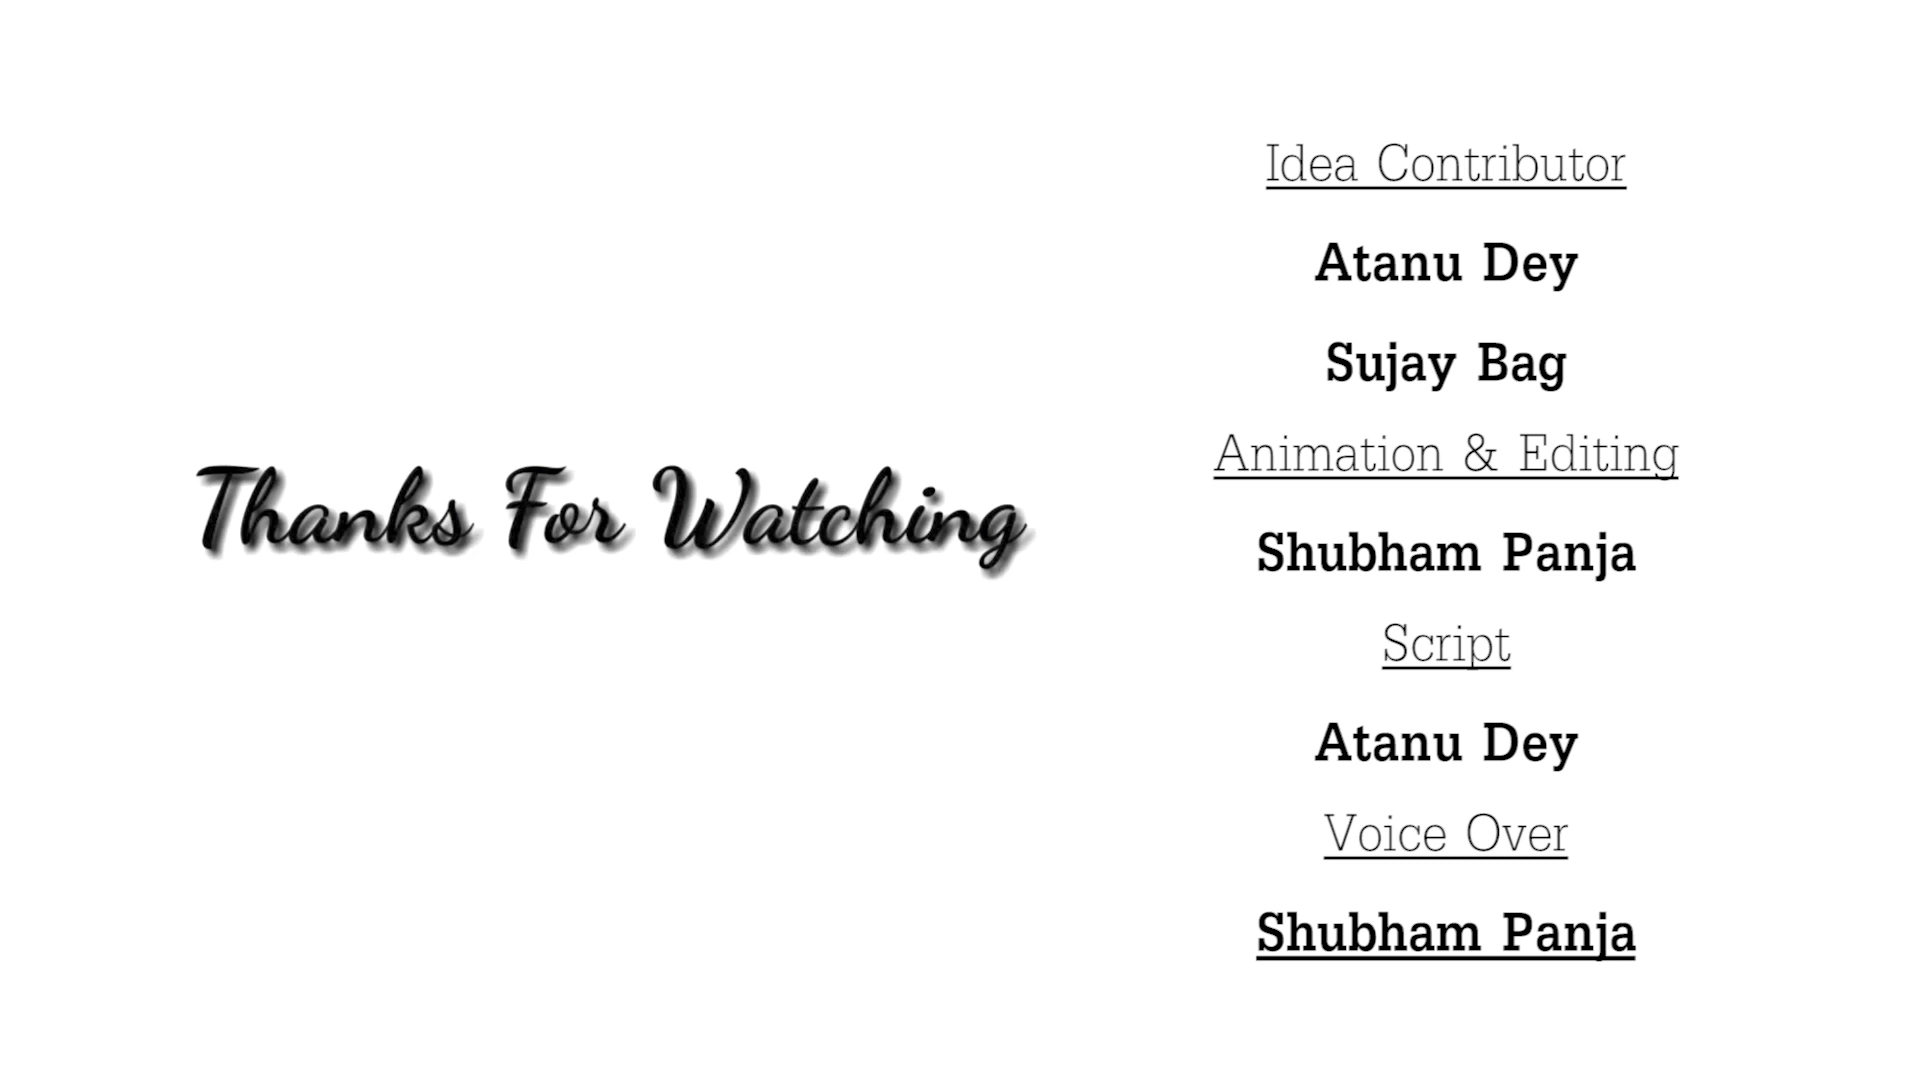 Thanks For Watching
Idea Contributor
Atanu Dey
Sujay Bag
Animation & Editing
Shubham Panja
Script
Atanu Dey
Voice Over
Shubham Panja